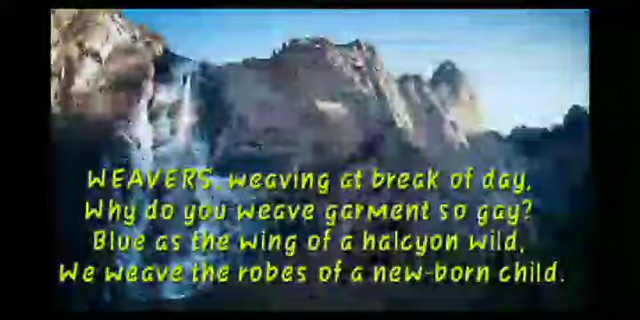 WEAVERS, weaving at break of day,
Why do you weave garment so gay?
Blue as the wing of a halcyon wild,
We weave the robes of a new-born child.